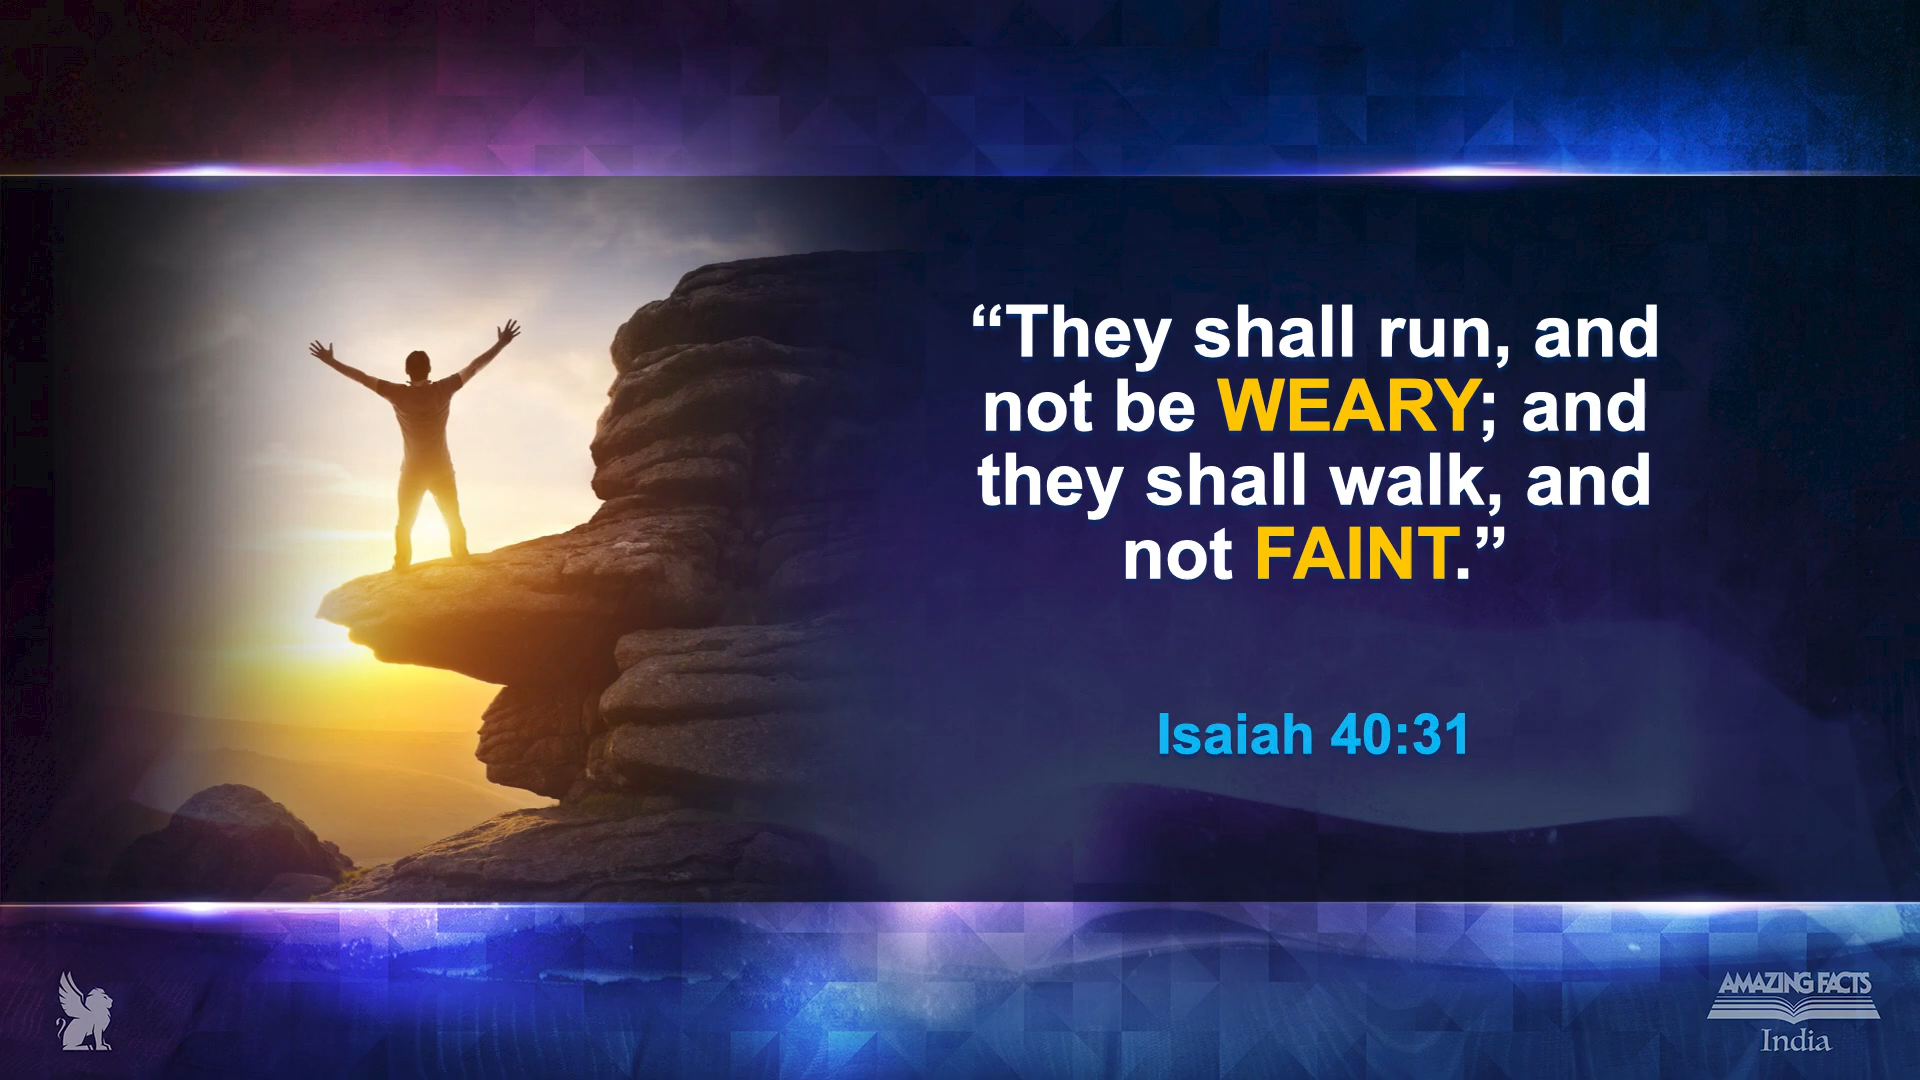 “They shall run, and
not be WEARY; and
they shall walk, and
not FAINT.”
Isaiah 40:31
AMAZING FACTS
India